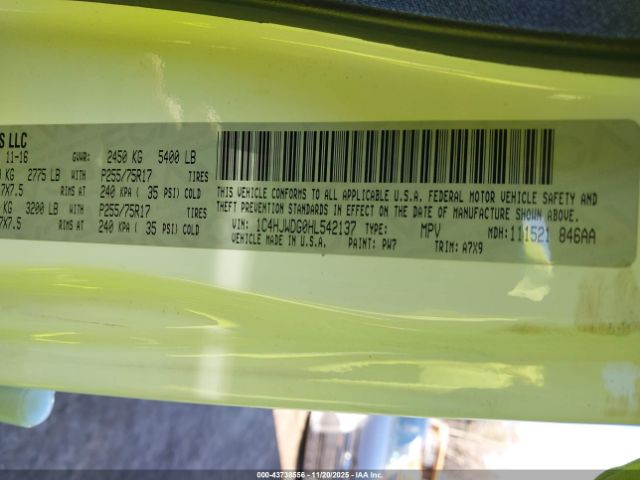 S LLC
11-16 GVWR: 2450 KG 5400 LB
KG 2775 LB WITH P255/75R17 TIRES
7X7.5 RIMS AT 240 KPA ( 35 PSI) COLD
KG 3200 LB WITH P255/75R17 TIRES
7X7.5 RIMS AT 240 KPA ( 35 PSI) COLD
THIS VEHICLE CONFORMS TO ALL APPLICABLE U.S.A. FEDERAL MOTOR VEHICLE SAFETY AND
THEFT PREVENTION STANDARDS IN EFFECT ON THE DATE OF MANUFACTURE SHOWN ABOVE.
VIN: 1C4HJWDG0HL542137 TYPE: MPV MDH: 111521 846AA
VEHICLE MADE IN U.S.A. PAINT: PW7 TRIM: A7X9
000-43738556 - 11/20/2025 - IAA Inc.